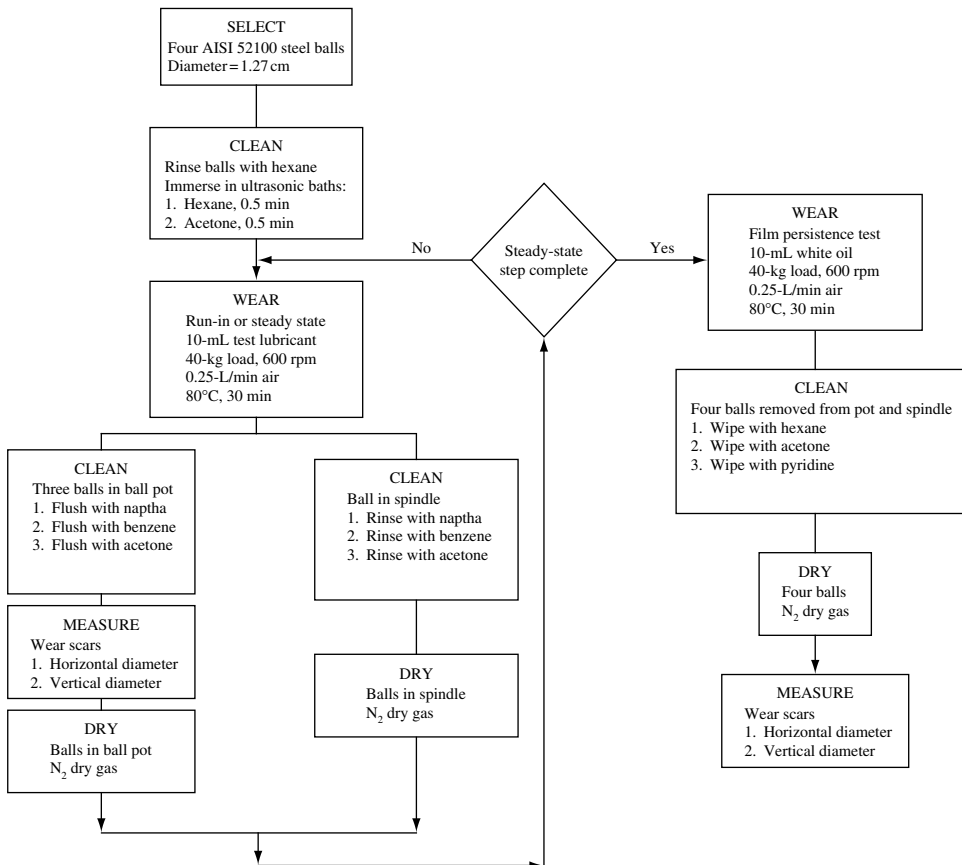 SELECT
Four AISI 52100 steel balls
Diameter = 1.27 cm
CLEAN
Rinse balls with hexane
Immerse in ultrasonic baths:
1. Hexane, 0.5 min
2. Acetone, 0.5 min
No
Steady-state
step complete
Yes
WEAR
Run-in or steady state
10-mL test lubricant
40-kg load, 600 rpm
0.25-L/min air
80°C, 30 min
CLEAN
Three balls in ball pot
1. Flush with naptha
2. Flush with benzene
3. Flush with acetone
MEASURE
Wear scars
1. Horizontal diameter
2. Vertical diameter
DRY
Balls in ball pot
N₂ dry gas
CLEAN
Ball in spindle
1. Rinse with naptha
2. Rinse with benzene
3. Rinse with acetone
DRY
Balls in spindle
N₂ dry gas
WEAR
Film persistence test
10-mL white oil
40-kg load, 600 rpm
0.25-L/min air
80°C, 30 min
CLEAN
Four balls removed from pot and spindle
1. Wipe with hexane
2. Wipe with acetone
3. Wipe with pyridine
DRY
Four balls
N₂ dry gas
MEASURE
Wear scars
1. Horizontal diameter
2. Vertical diameter